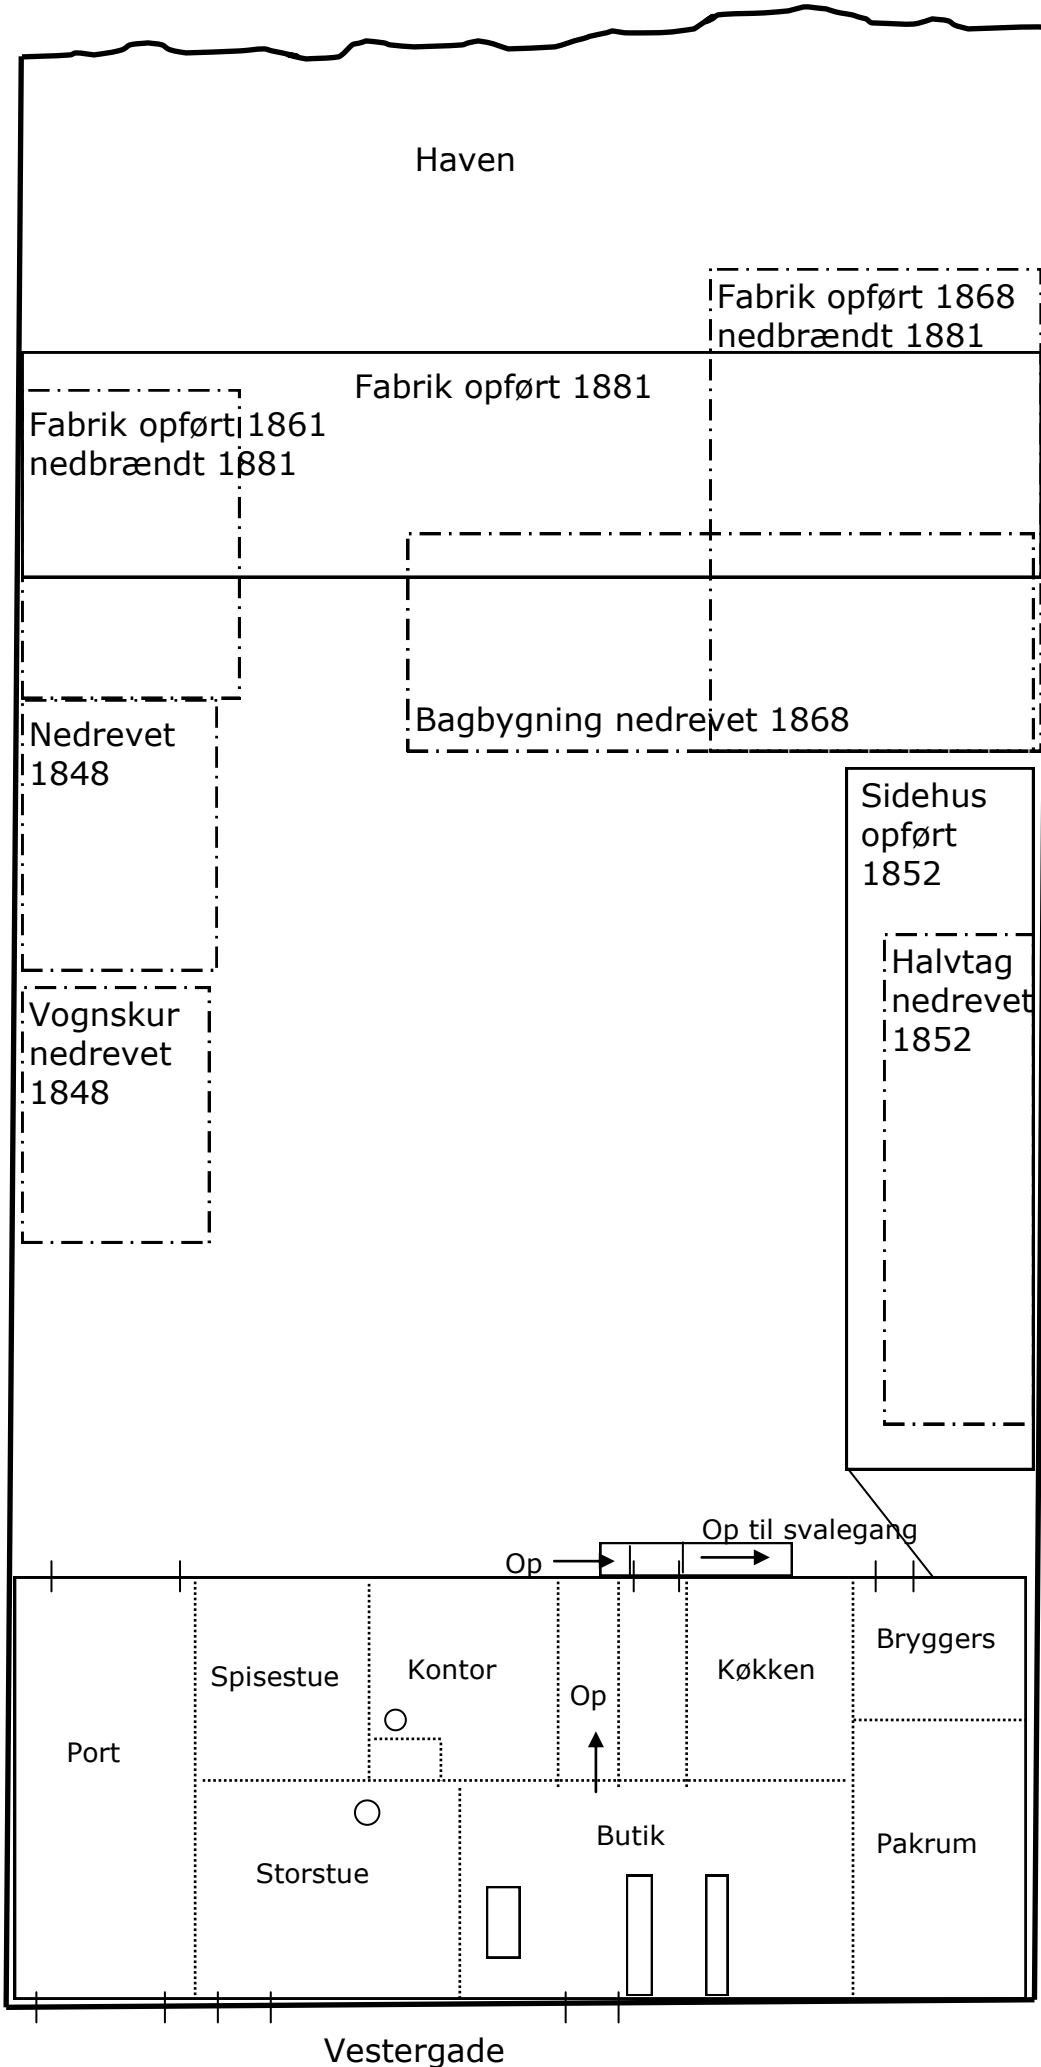 Haven
Fabrik opført 1868
nedbrændt 1881
Fabrik opført 1881
Fabrik opført 1861
nedbrændt 1881
Bagbygning nedrevet 1868
Nedrevet
1848
Sidehus
opført
1852
Halvtag
nedrevet
1852
Vognskur
nedrevet
1848
Op til svalegang
Op
Bryggers
Spisestue
Kontor
Køkken
Op
Port
Butik
Pakrum
Storstue
Vestergade